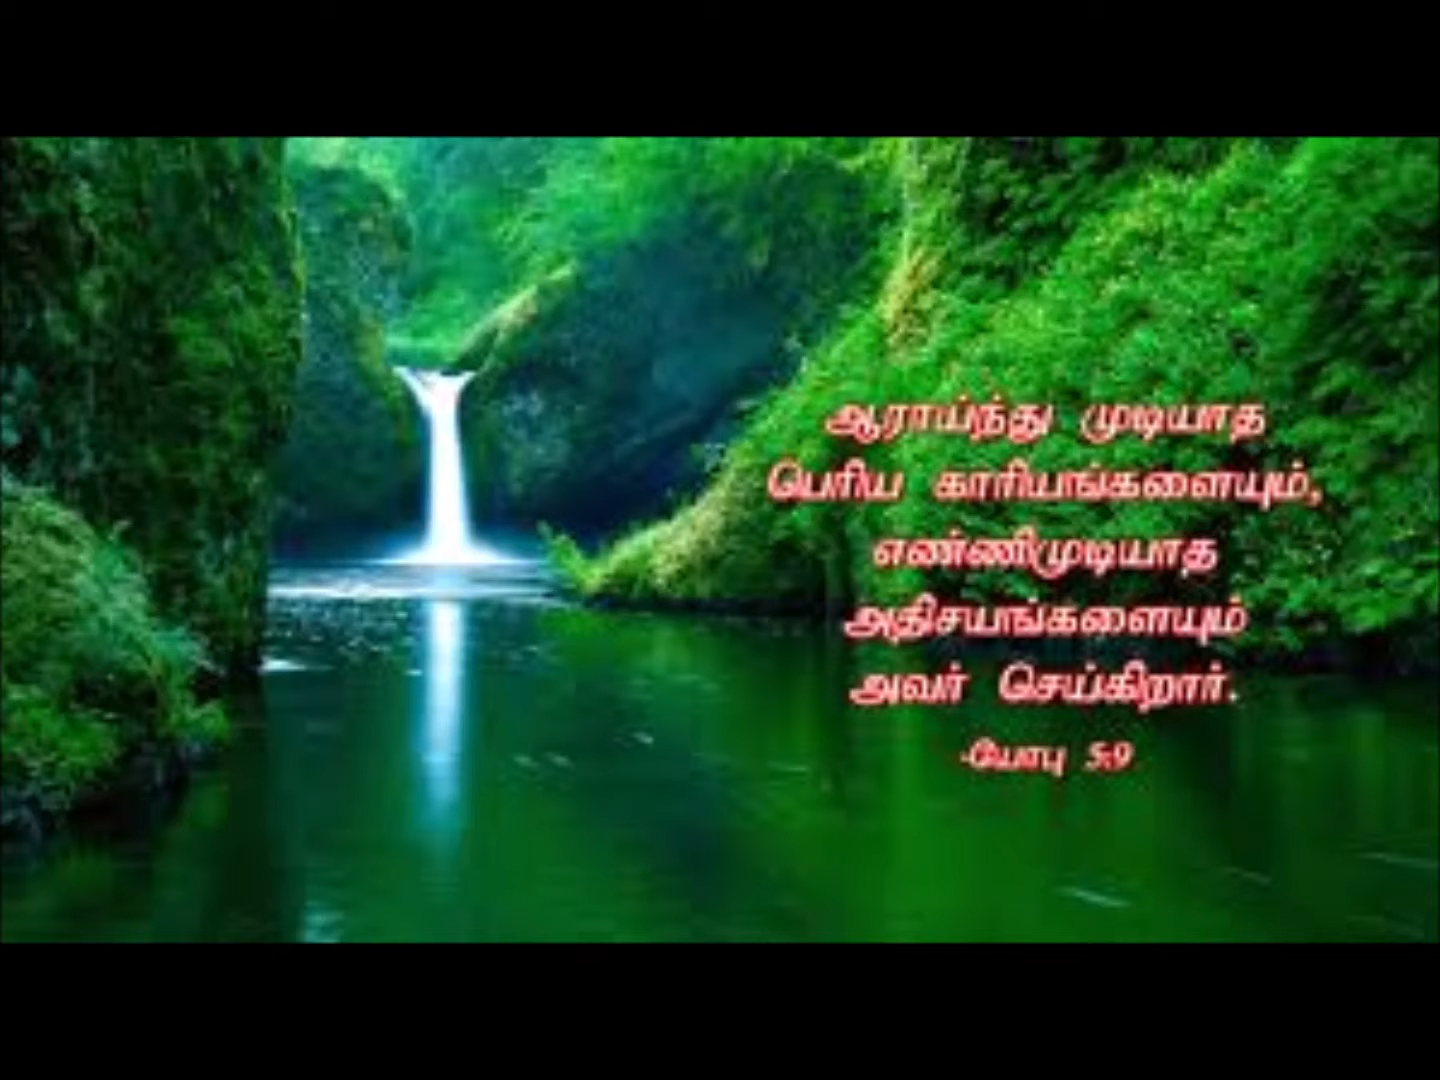 ஆராய்ந்து முடியாத
பெரிய காரியங்களையும்,
எண்ணிமுடியாத
அதிசயங்களையும்
அவர் செய்கிறார்.
-யோபு 5:9